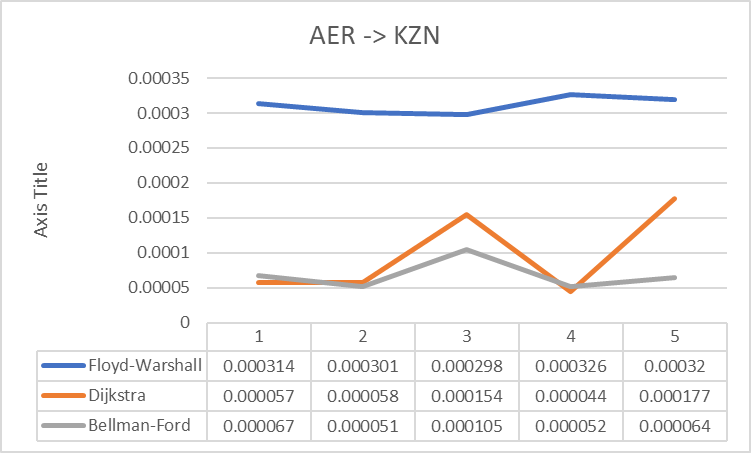 AER -> KZN
Axis Title
0.00035
0.0003
0.00025
0.0002
0.00015
0.0001
0.00005
0
1 2 3 4 5
Floyd-Warshall 0.000314 0.000301 0.000298 0.000326 0.00032
Dijkstra 0.000057 0.000058 0.000154 0.000044 0.000177
Bellman-Ford 0.000067 0.000051 0.000105 0.000052 0.000064